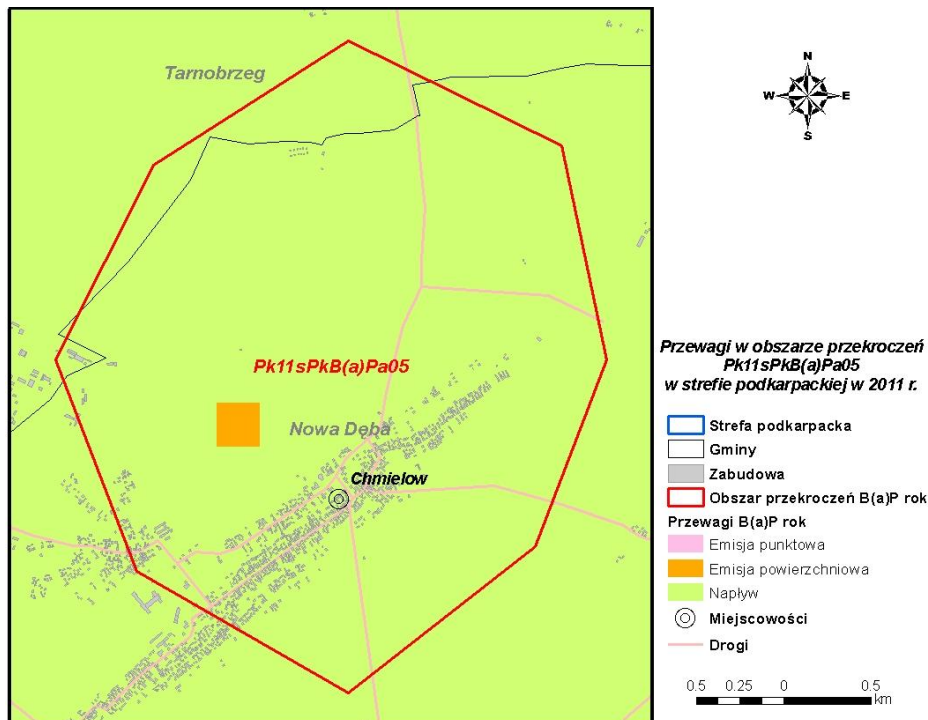 Tarnobrzeg
N
W E
S
Pk11sPkB(a)Pa05
Nowa Dęba
Chmielow
Przewagi w obszarze przekroczeń
Pk11sPkB(a)Pa05
w strefie podkarpackiej w 2011 r.
Strefa podkarpacka
Gminy
Zabudowa
Obszar przekroczeń B(a)P rok
Przewagi B(a)P rok
Emisja punktowa
Emisja powierzchniowa
Napływ
Miejscowości
Drogi
0.5 0.25 0 0.5
km